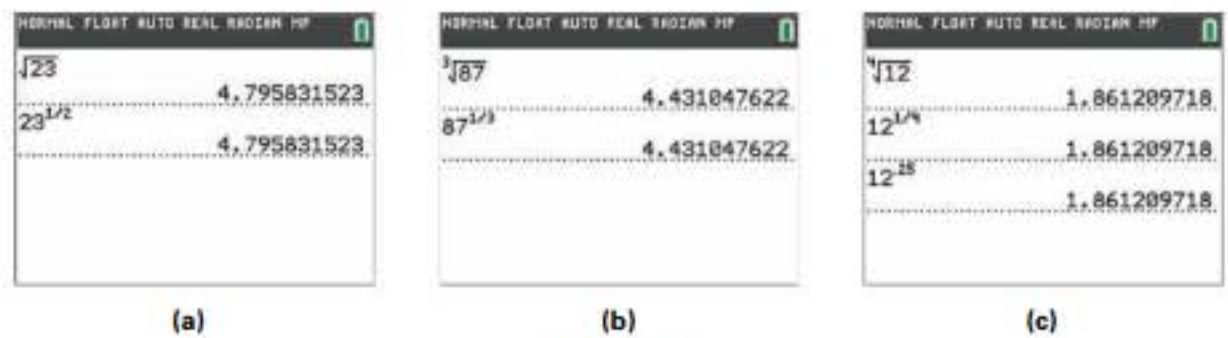 NORMAL FLOAT AUTO REAL RADIAN MP
√23
4.795831523
23^1/2
4.795831523
(a)
NORMAL FLOAT AUTO REAL RADIAN MP
³√87
4.431047622
87^1/3
4.431047622
(b)
NORMAL FLOAT AUTO REAL RADIAN MP
⁴√12
1.861209718
12^1/4
1.861209718
12^.25
1.861209718
(c)